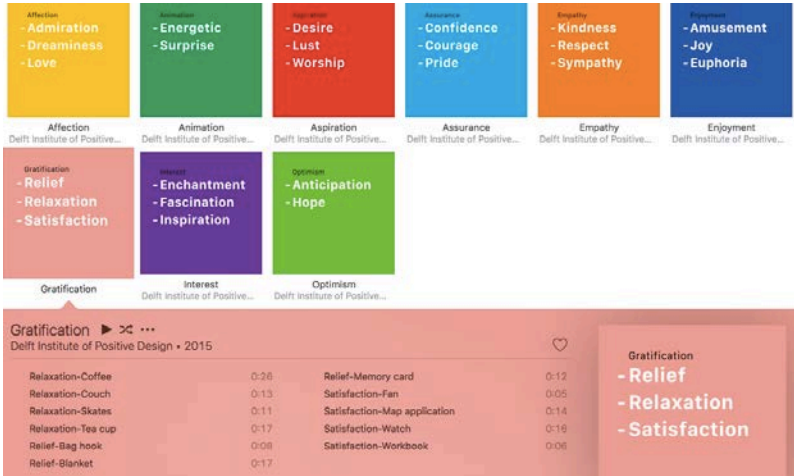 Affection
-Admiration
-Dreaminess
-Love
Animation
-Energetic
-Surprise
Aspiration
-Desire
-Lust
-Worship
Assurance
-Confidence
-Courage
-Pride
Empathy
-Kindness
-Respect
-Sympathy
Enjoyment
-Amusement
-Joy
-Euphoria
Affection
Delft Institute of Positive...
Animation
Delft Institute of Positive...
Aspiration
Delft Institute of Positive...
Assurance
Delft Institute of Positive...
Empathy
Delft Institute of Positive...
Enjoyment
Delft Institute of Positive...
Gratification
-Relief
-Relaxation
-Satisfaction
Interest
-Enchantment
-Fascination
-Inspiration
Optimism
-Anticipation
-Hope
Gratification
Interest
Delft Institute of Positive...
Optimism
Delft Institute of Positive...
Gratification
Delft Institute of Positive Design • 2015
Relaxation-Coffee 0:26
Relaxation-Couch 0:13
Relaxation-Skates 0:11
Relaxation-Tea cup 0:17
Relief-Bag hook 0:09
Relief-Blanket 0:17
Relief-Memory card 0:12
Satisfaction-Fan 0:05
Satisfaction-Map application 0:14
Satisfaction-Watch 0:16
Satisfaction-Workbook 0:06
Gratification
-Relief
-Relaxation
-Satisfaction